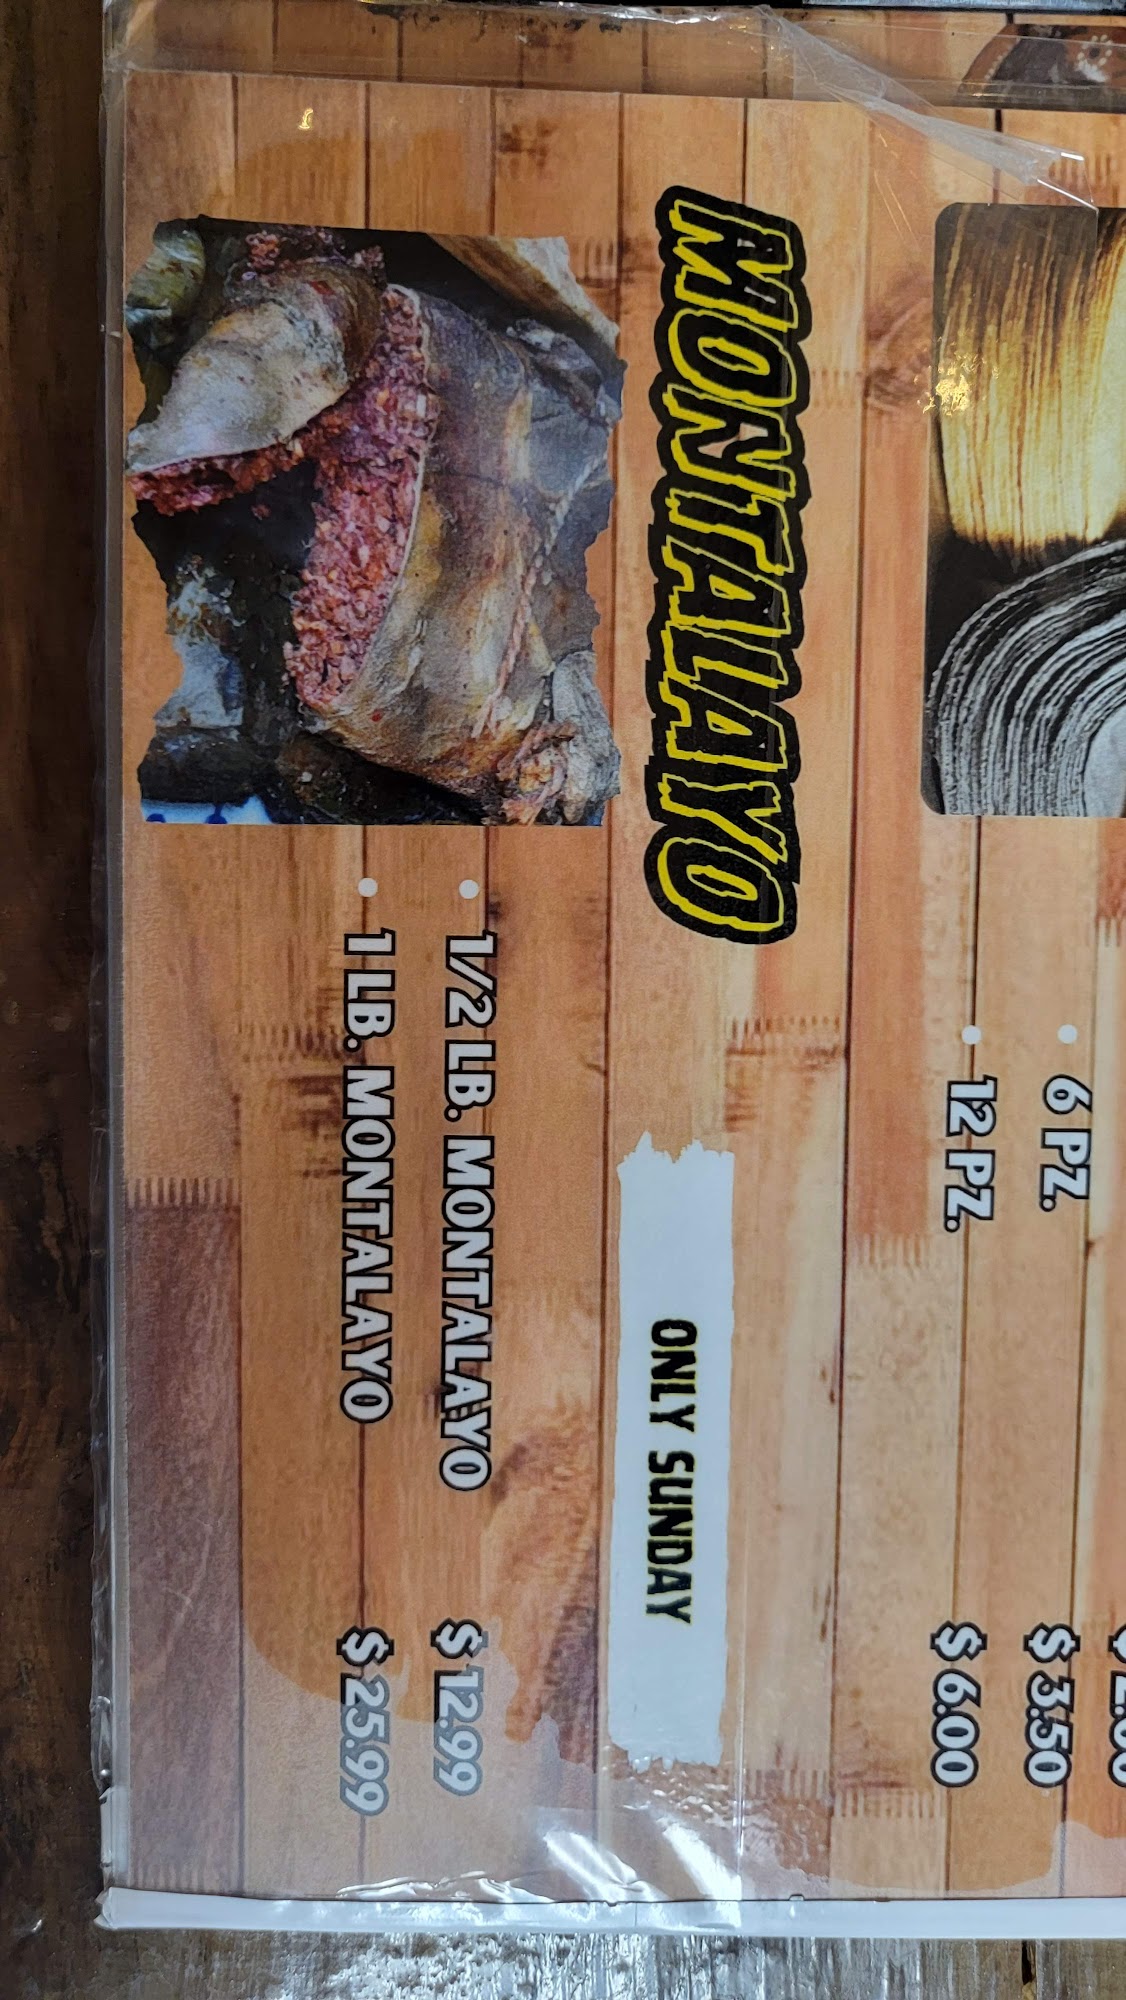 6 PZ. $ 3.50
12 PZ. $ 6.00
MONTALAYO
ONLY SUNDAY
1/2 LB. MONTALAYO $ 12.99
1 LB. MONTALAYO $ 25.99